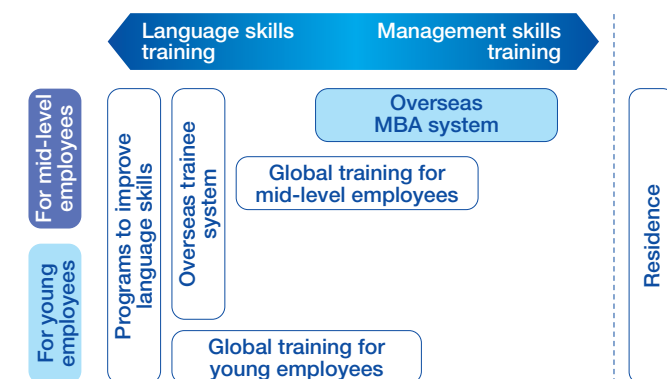 Language skills
training
Management skills
training
For mid-level
employees
For young
employees
Programs to improve
language skills
Overseas trainee
system
Overseas
MBA system
Global training for
mid-level employees
Global training for
young employees
Residence